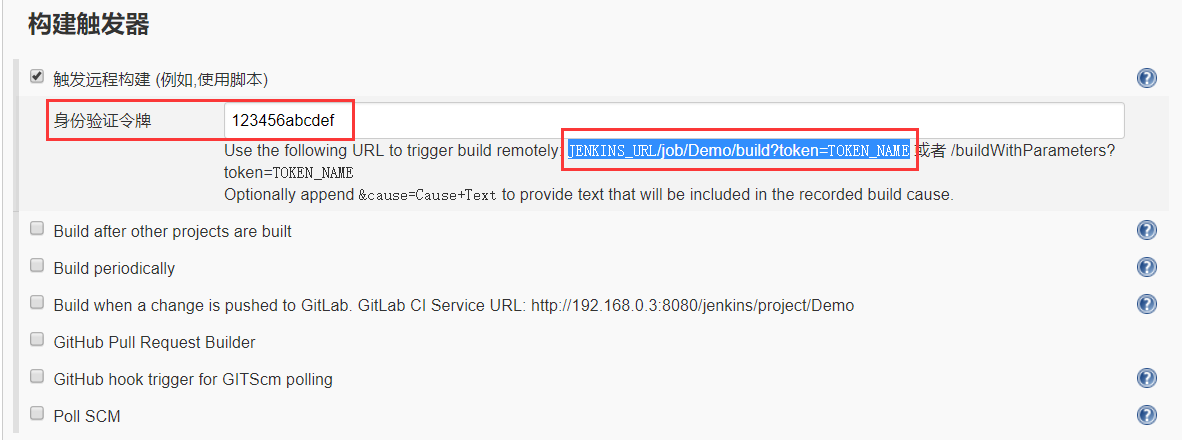 构建触发器
触发远程构建 (例如,使用脚本)
身份验证令牌 123456abcdef
Use the following URL to trigger build remotely: JENKINS_URL/job/Demo/build?token=TOKEN_NAME 或者 /buildWithParameters?
token=TOKEN_NAME
Optionally append &cause=Cause+Text to provide text that will be included in the recorded build cause.
Build after other projects are built
Build periodically
Build when a change is pushed to GitLab. GitLab CI Service URL: http://192.168.0.3:8080/jenkins/project/Demo
GitHub Pull Request Builder
GitHub hook trigger for GITScm polling
Poll SCM